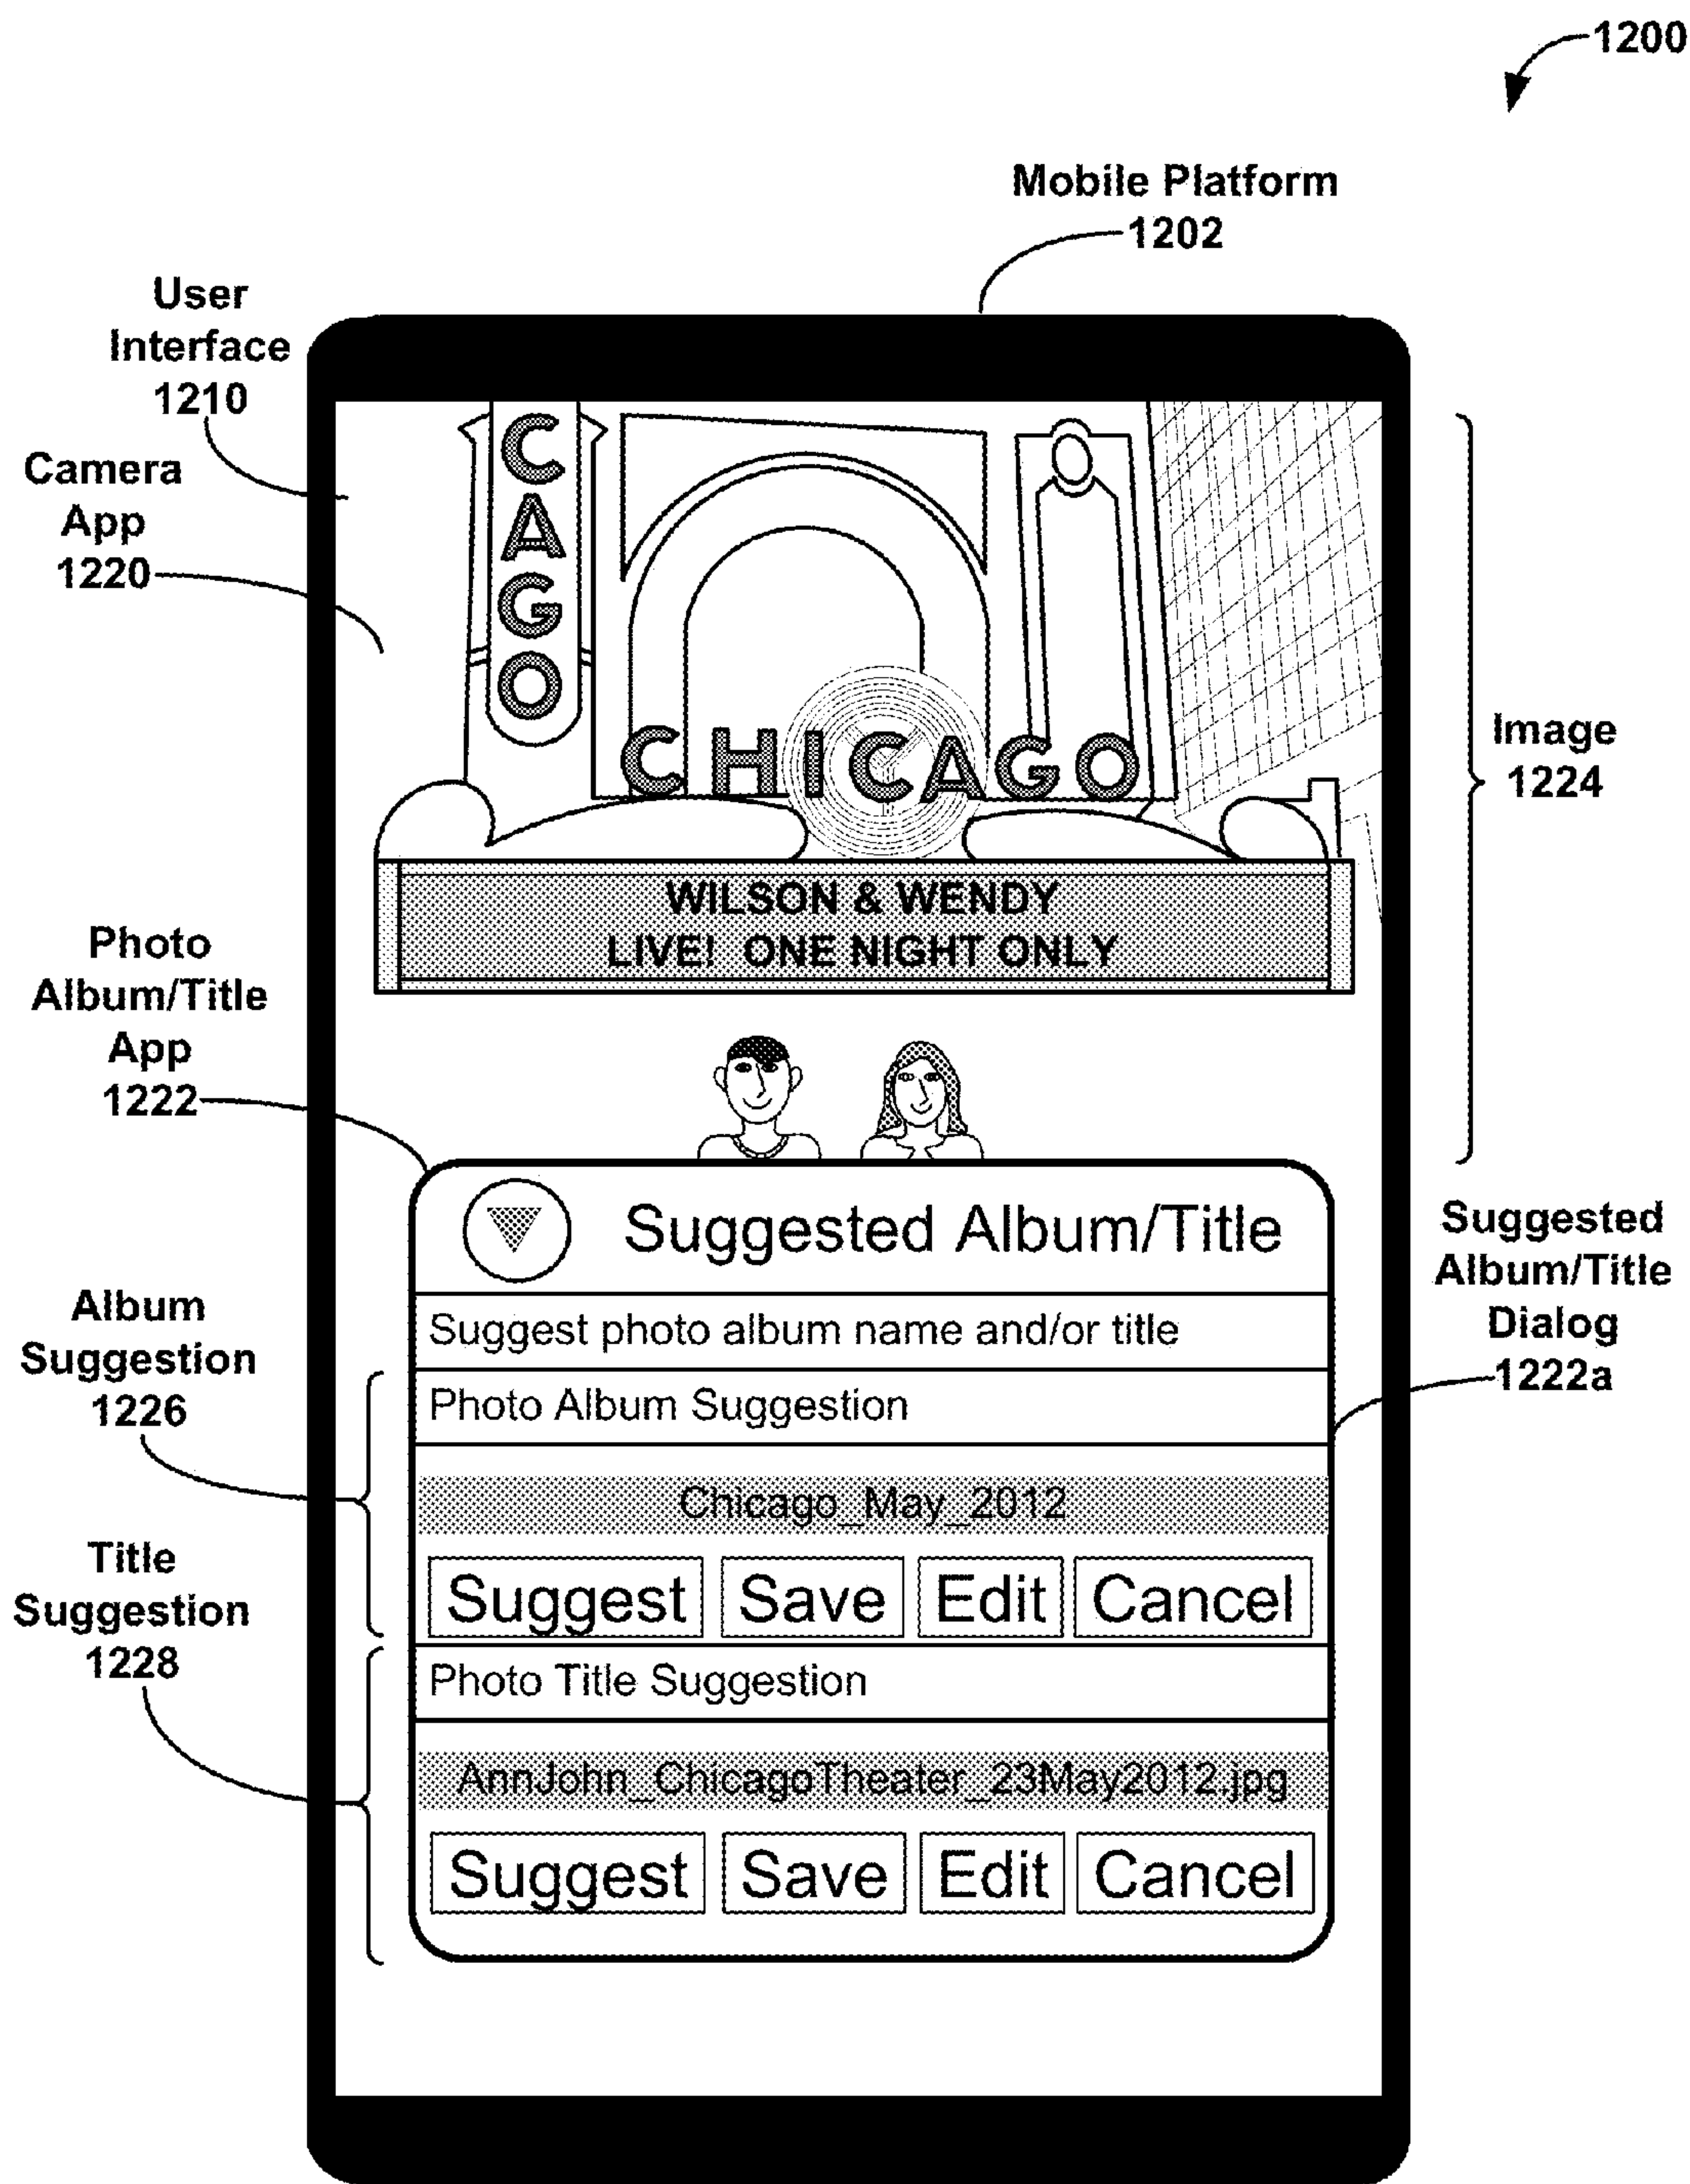 1200
Mobile Platform
1202
User
Interface
1210
Camera
App
1220
C
A
G
O
CHICAGO
Image
1224
WILSON & WENDY
LIVE! ONE NIGHT ONLY
Photo
Album/Title
App
1222
Suggested Album/Title
Suggested
Album/Title
Dialog
1222a
Suggest photo album name and/or title
Album
Suggestion
1226
Photo Album Suggestion
Chicago_May_2012
Suggest Save Edit Cancel
Title
Suggestion
1228
Photo Title Suggestion
AnnJohn_ChicagoTheater_23May2012.jpg
Suggest Save Edit Cancel